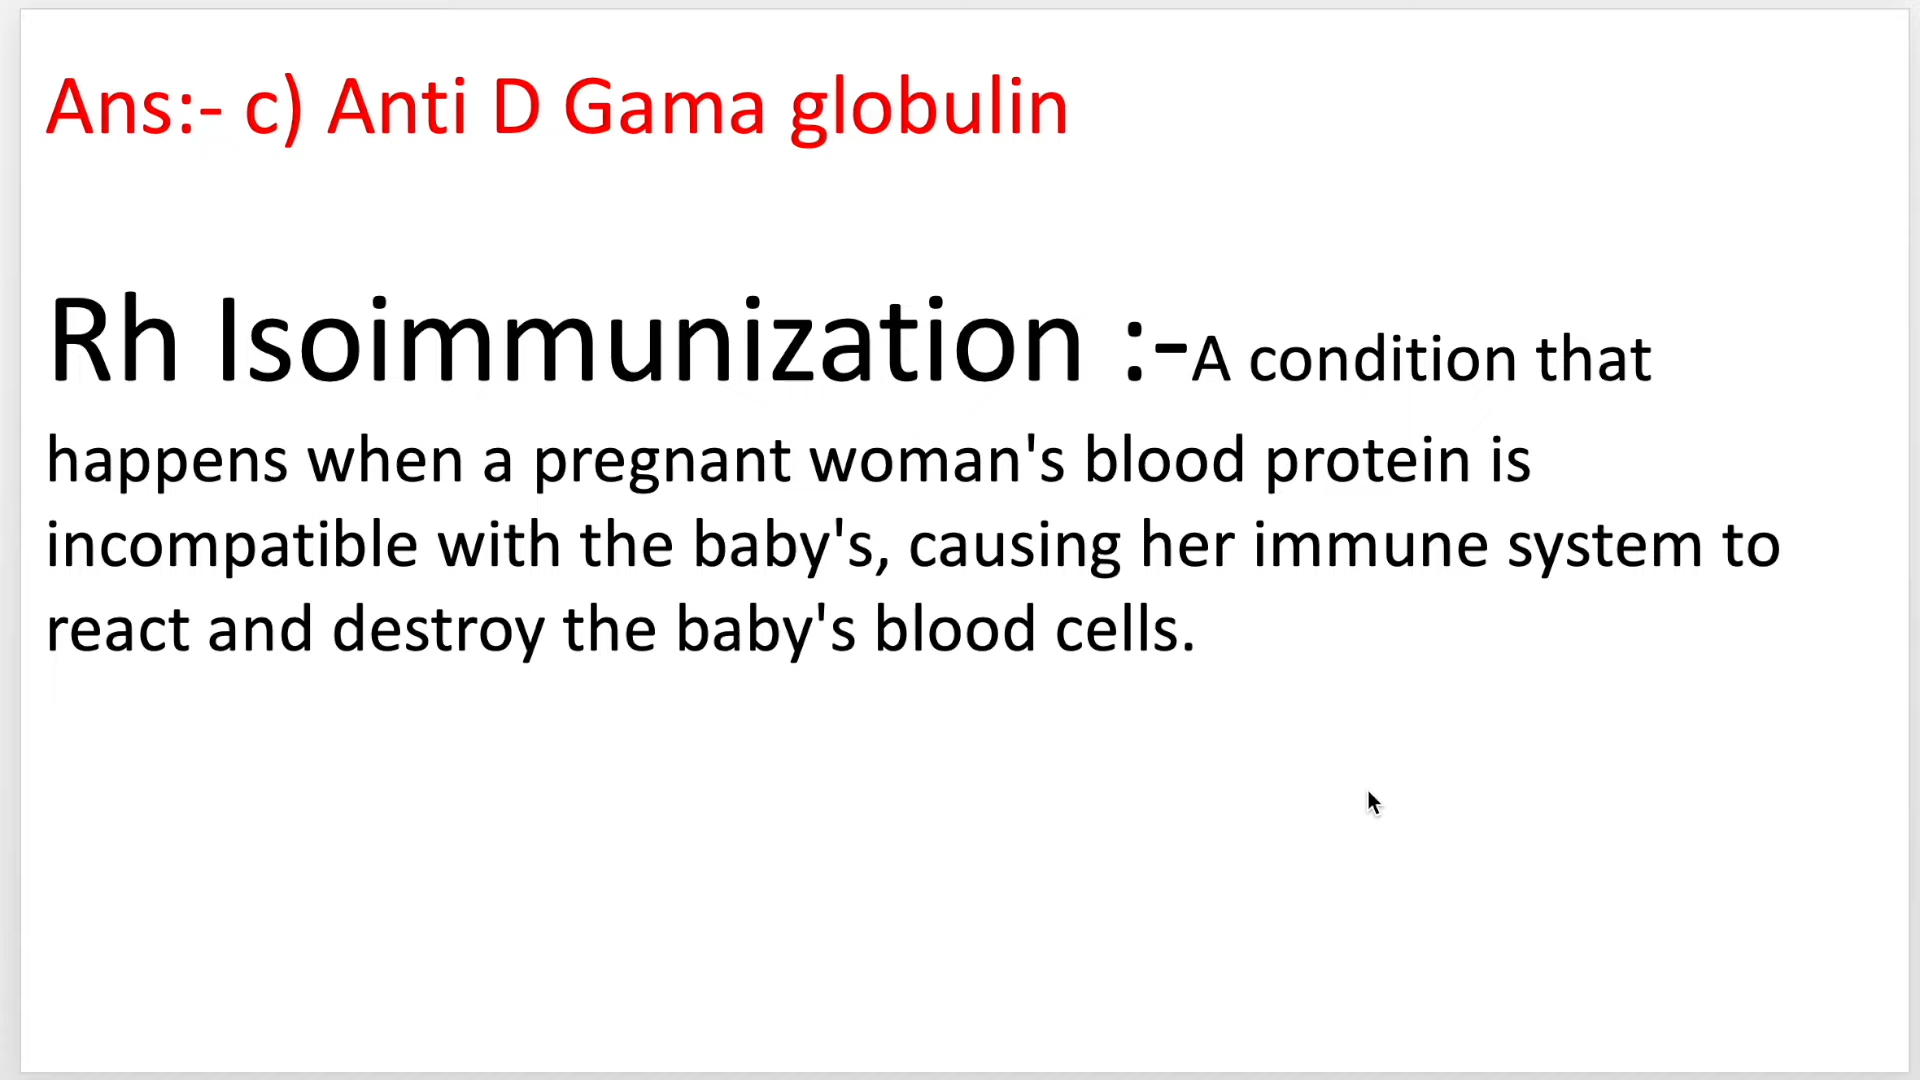 Ans:- c) Anti D Gama globulin
Rh Isoimmunization :-A condition that
happens when a pregnant woman's blood protein is
incompatible with the baby's, causing her immune system to
react and destroy the baby's blood cells.